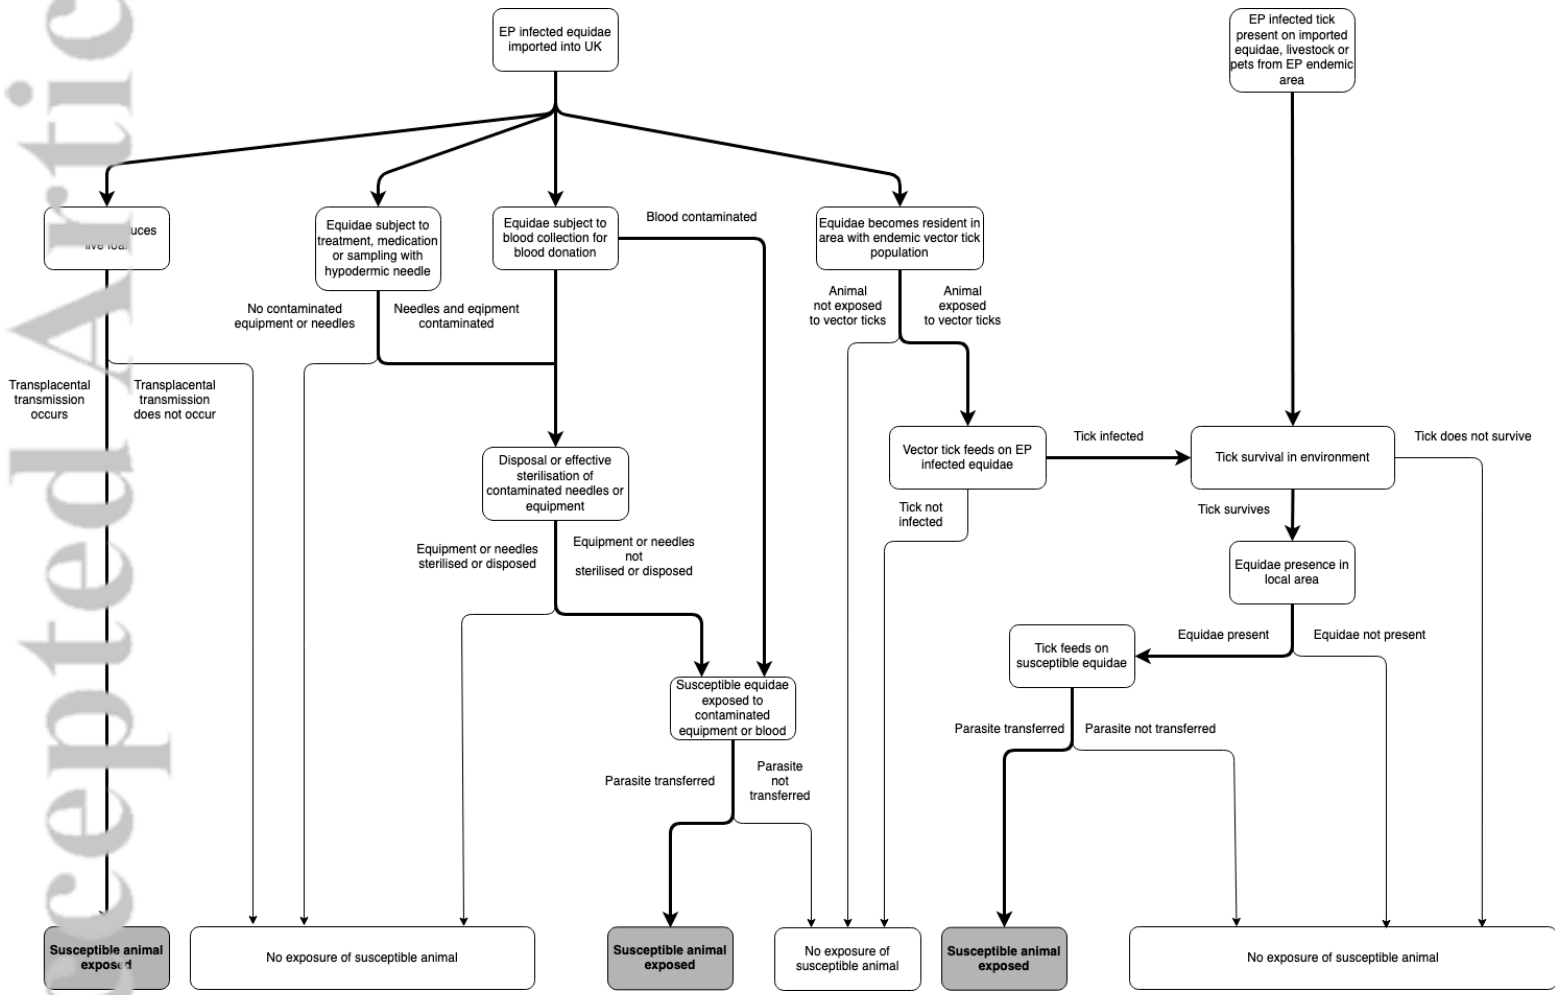 EP infected equidae
imported into UK
EP infected tick
present on imported
equidae, livestock or
pets from EP endemic
area
uces
live foal
Equidae subject to
treatment, medication
or sampling with
hypodermic needle
Equidae subject to
blood collection for
blood donation
Blood contaminated
Equidae becomes resident in
area with endemic vector tick
population
No contaminated
equipment or needles
Needles and eqipment
contaminated
Animal
not exposed
to vector ticks
Animal
exposed
to vector ticks
Transplacental
transmission
occurs
Transplacental
transmission
does not occur
Disposal or effective
sterilisation of
contaminated needles or
equipment
Vector tick feeds on EP
infected equidae
Tick infected
Tick survival in environment
Tick does not survive
Tick not
infected
Tick survives
Equipment or needles
sterilised or disposed
Equipment or needles
not
sterilised or disposed
Equidae presence in
local area
Equidae present
Equidae not present
Tick feeds on
susceptible equidae
Susceptible equidae
exposed to
contaminated
equipment or blood
Parasite transferred
Parasite not transferred
Parasite transferred
Parasite
not
transferred
Susceptible animal
exposed
No exposure of susceptible animal
Susceptible animal
exposed
No exposure of
susceptible animal
Susceptible animal
exposed
No exposure of susceptible animal
cepted Artic